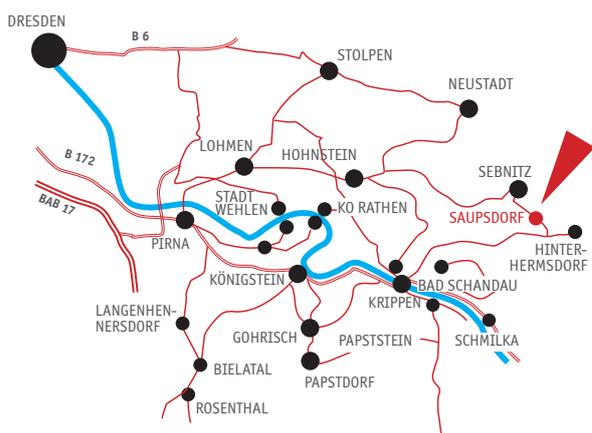 DRESDEN
B 6
STOLPEN
NEUSTADT
LOHMEN
HOHNSTEIN
B 172
SEBNITZ
BAB 17
STADT
WEHLEN
KO RATHEN
SAUPSDORF
PIRNA
HINTER-
HERMSDORF
KÖNIGSTEIN
BAD SCHANDAU
KRIPPEN
LANGENHEN-
NERSDORF
GOHRISCH
PAPSTSTEIN
SCHMILKA
BIELATAL
PAPSTDORF
ROSENTHAL